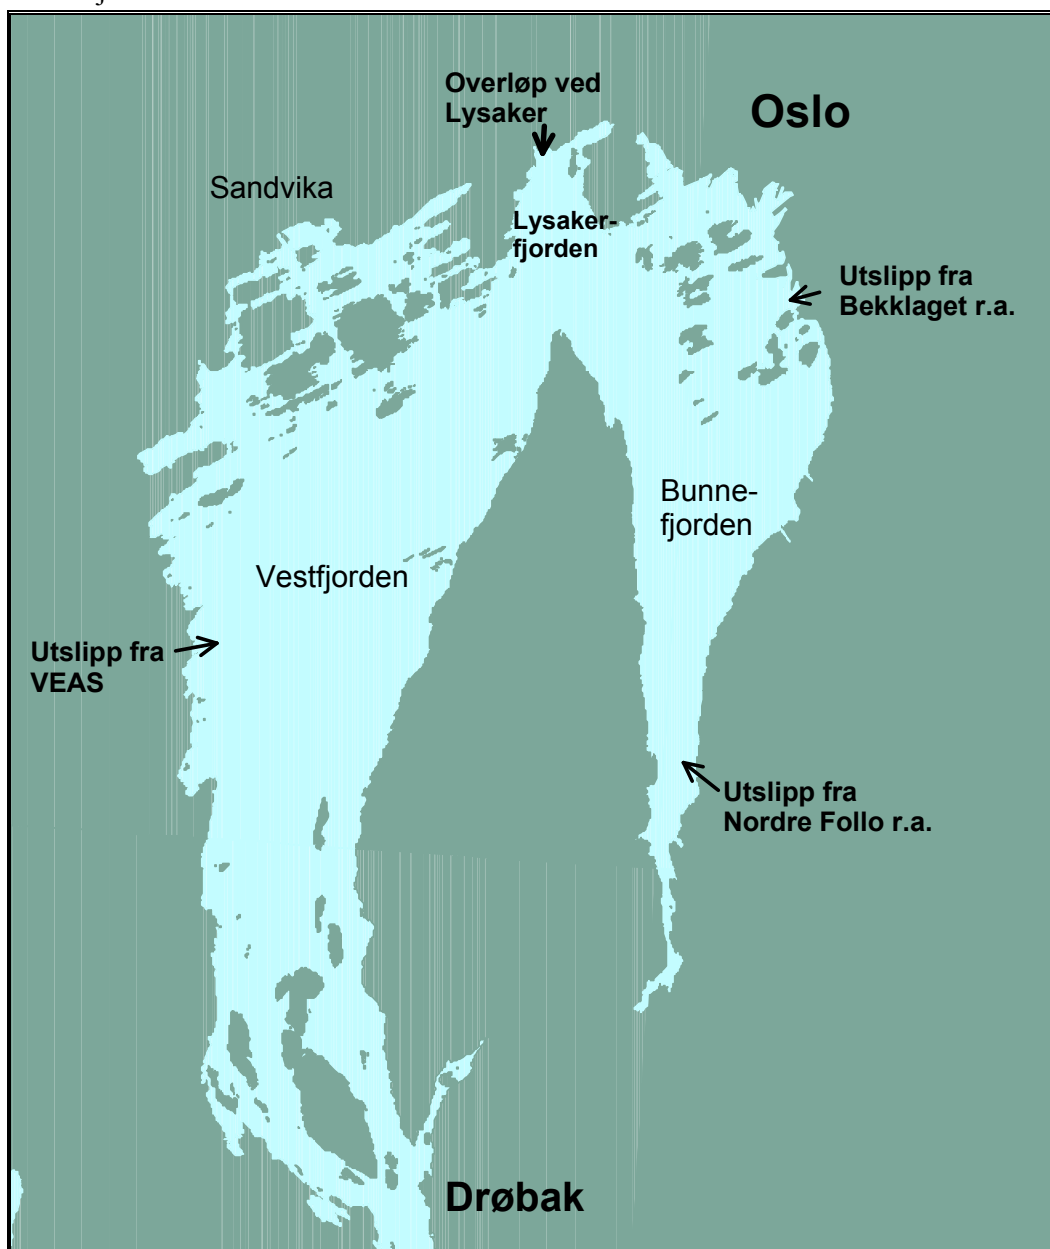 Overløp ved
Lysaker
Oslo
Sandvika
Lysaker-
fjorden
Utslipp fra
Bekklaget r.a.
Bunne-
fjorden
Vestfjorden
Utslipp fra
VEAS
Utslipp fra
Nordre Follo r.a.
Drøbak